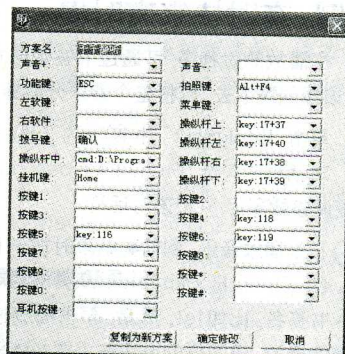 方案名:
声音+: 声音-:
功能键: ESC 拍照键: Alt+F4
左软键: 菜单键:
右软件: 操纵杆上: key:17+37
拨号键: 确认 操纵杆左: key:17+40
操纵杆中: cmd:D:\Progra 操纵杆右: key:17+38
挂机键: Home 操纵杆下: key:17+39
按键1: 按键2:
按键3: 按键4 key:118
按键5: key:116 按键6: key:119
按键7: 按键8:
按键9: 按键*:
按键0: 按键#:
耳机按键:
复制为新方案 确定修改 取消